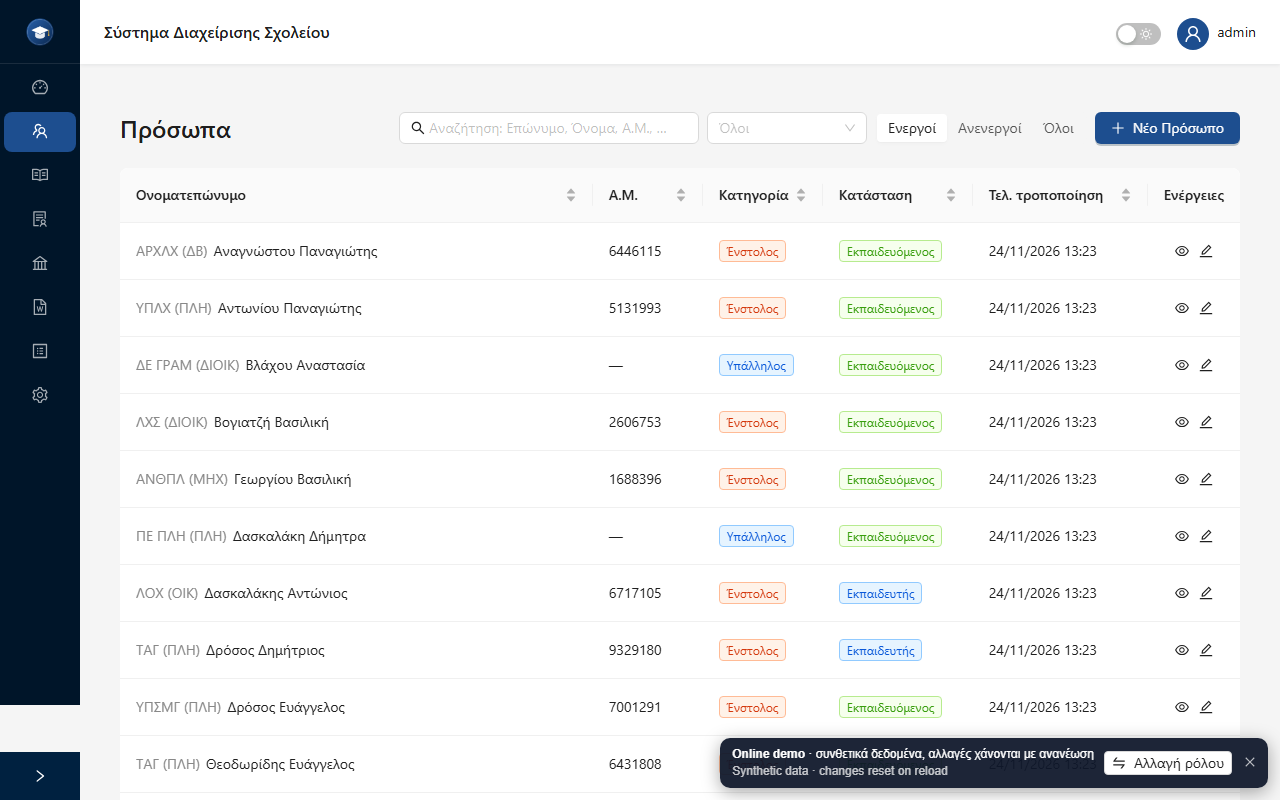 Σύστημα Διαχείρισης Σχολείου
admin
Πρόσωπα
Αναζήτηση: Επώνυμο, Όνομα, Α.Μ., ...
Όλοι
Ενεργοί
Ανενεργοί
Όλοι
Νέο Πρόσωπο
Ονοματεπώνυμο Α.Μ. Κατηγορία Κατάσταση Τελ. τροποποίηση Ενέργειες
ΑΡΧΛΧ (ΔΒ) Αναγνώστου Παναγιώτης 6446115 Ένστολος Εκπαιδευόμενος 24/11/2026 13:23
ΥΠΛΧ (ΠΛΗ) Αντωνίου Παναγιώτης 5131993 Ένστολος Εκπαιδευόμενος 24/11/2026 13:23
ΔΕ ΓΡΑΜ (ΔΙΟΙΚ) Βλάχου Αναστασία — Υπάλληλος Εκπαιδευόμενος 24/11/2026 13:23
ΛΧΣ (ΔΙΟΙΚ) Βογιατζή Βασιλική 2606753 Ένστολος Εκπαιδευόμενος 24/11/2026 13:23
ΑΝΘΠΛ (ΜΗΧ) Γεωργίου Βασιλική 1688396 Ένστολος Εκπαιδευόμενος 24/11/2026 13:23
ΠΕ ΠΛΗ (ΠΛΗ) Δασκαλάκη Δήμητρα — Υπάλληλος Εκπαιδευόμενος 24/11/2026 13:23
ΛΟΧ (ΟΙΚ) Δασκαλάκης Αντώνιος 6717105 Ένστολος Εκπαιδευτής 24/11/2026 13:23
ΤΑΓ (ΠΛΗ) Δρόσος Δημήτριος 9329180 Ένστολος Εκπαιδευτής 24/11/2026 13:23
ΥΠΣΜΓ (ΠΛΗ) Δρόσος Ευάγγελος 7001291 Ένστολος Εκπαιδευόμενος 24/11/2026 13:23
ΤΑΓ (ΠΛΗ) Θεοδωρίδης Ευάγγελος 6431808
Online demo · συνθετικά δεδομένα, αλλαγές χάνονται με ανανέωση
Synthetic data · changes reset on reload
Αλλαγή ρόλου